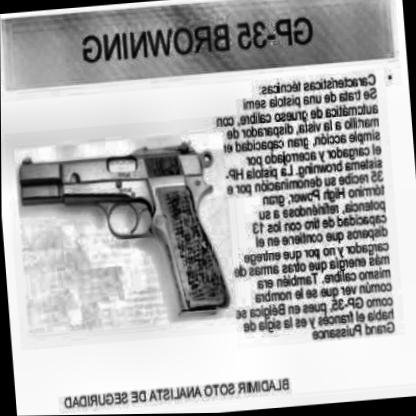 GP-35 BROWNING
Características técnicas:
Se trata de una pistola semi
automática de grueso calibre, con
martillo a la vista, disparador de
simple acción, gran capacidad en
el cargador y acerrojado por
sistema browning. La pistola HP-
35 recibe su denominación por el
término High Power, gran
potencia, refiriéndose a su
capacidad de tiro con los 13
disparos que contiene en el
cargador y no por que entregue
más energía que otras armas de
mismo calibre. También era
común ver que se le nombra
como GP-35, pues en Bélgica se
habla el francés y es la sigla de
Grand Puissance
BLADIMIR SOTO ANALISTA DE SEGURIDAD